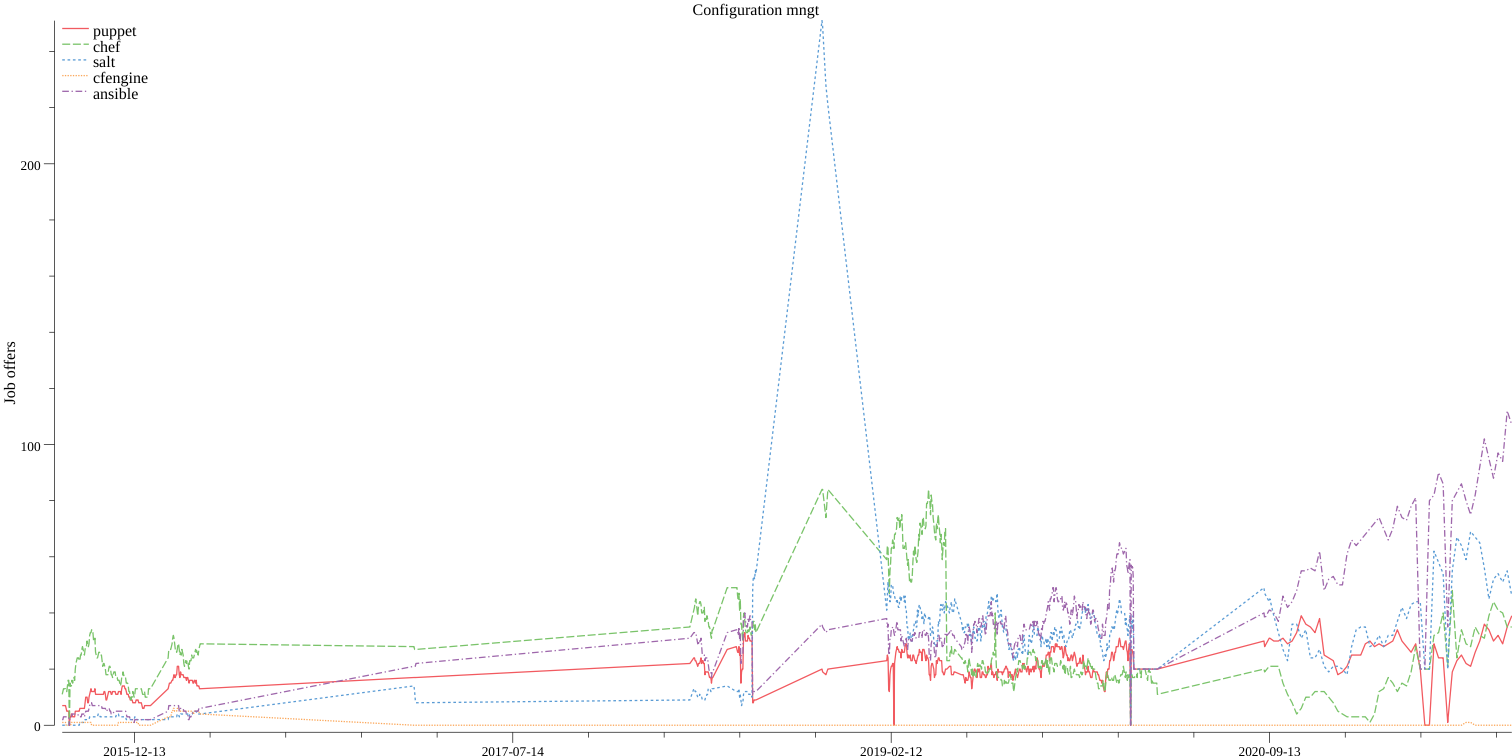 Configuration mngt
puppet
chef
salt
cfengine
ansible
200
100
0
Job offers
2015-12-13
2017-07-14
2019-02-12
2020-09-13